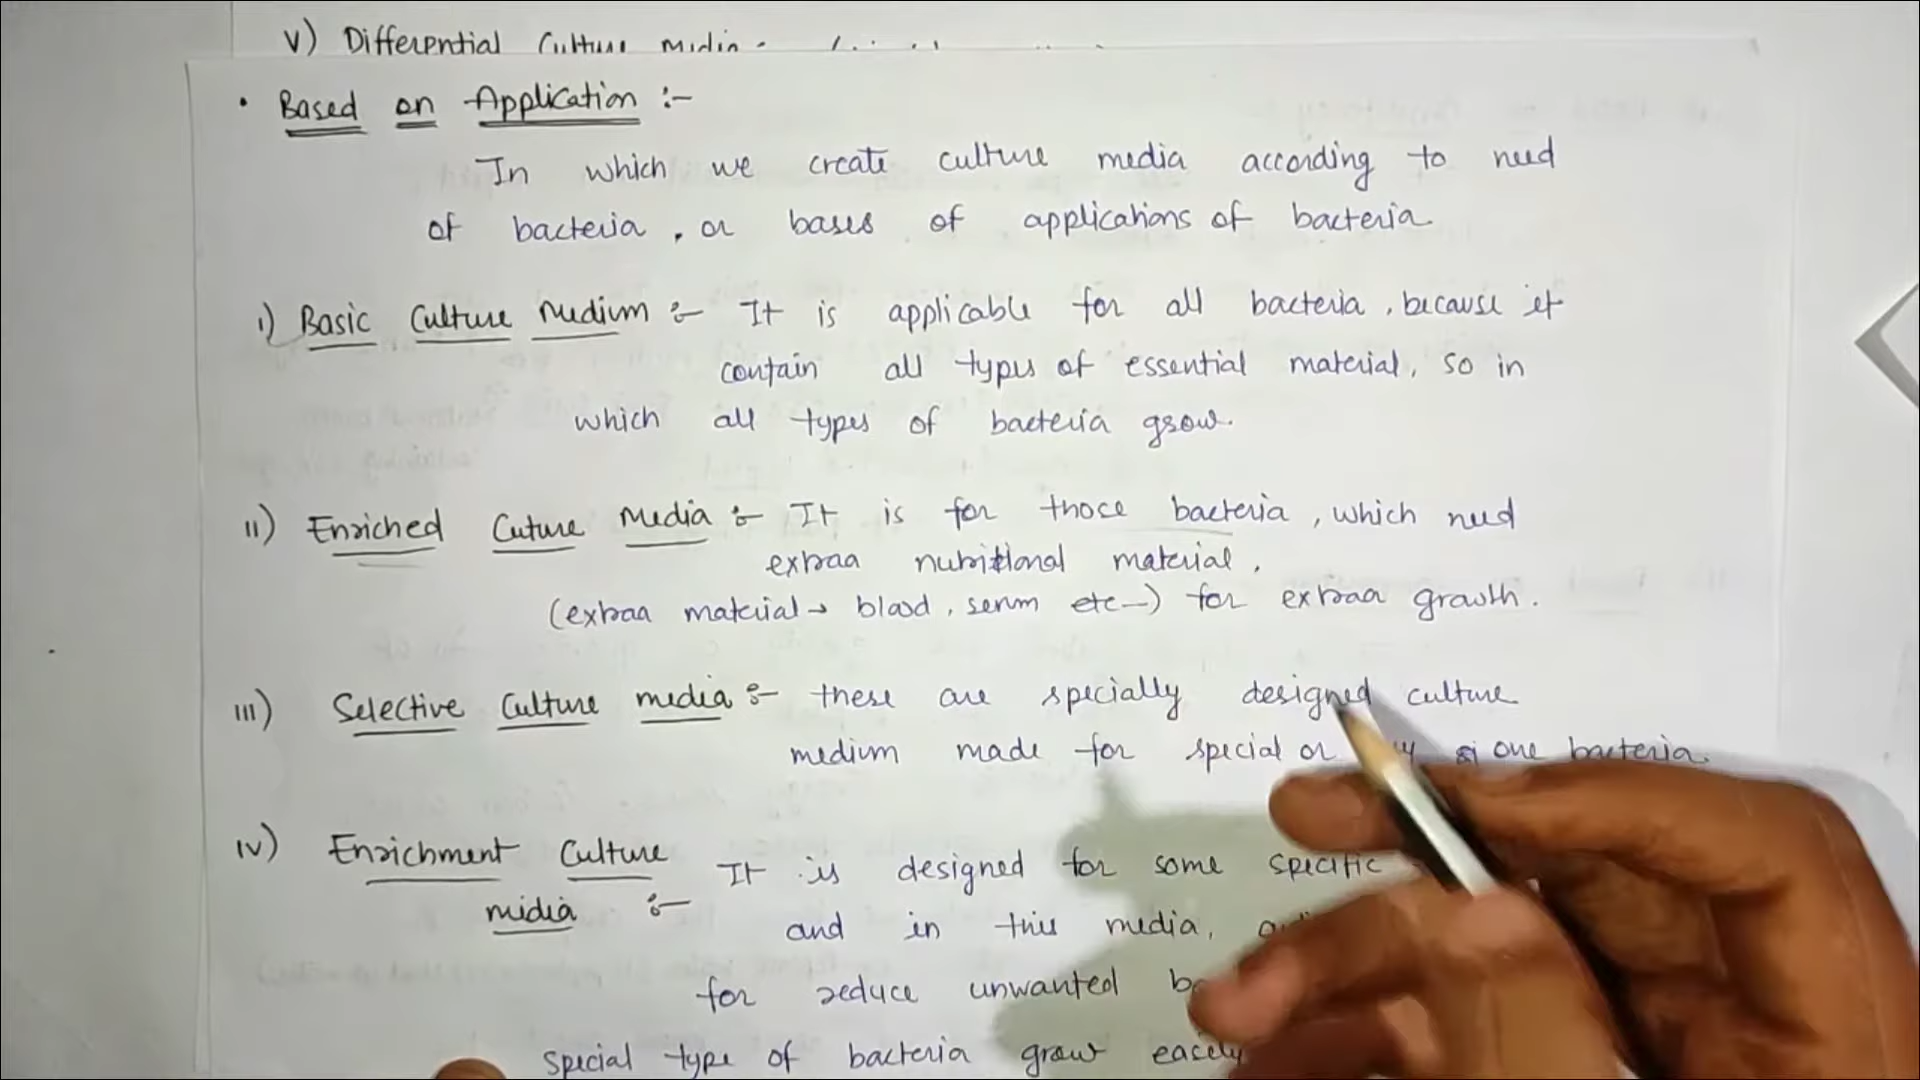 V) Differential Culture media -
• Based on Application :-
In which we create culture media according to need
of bacteria, or bases of applications of bacteria
i) Basic Culture Medium :- It is applicable for all bacteria, because it
contain all types of essential material, so in
which all types of bacteria grow.
ii) Enriched Cuture Media :- It is for thoce bacteria, which need
extraa nutritional material.
(extraa material → blood, serum etc—) for extraa growth.
iii) Selective Culture media :- these are specially designed culture
medium made for special or one bacteria.
iv) Enrichment Culture It is designed for some specific
midia :- and in this media,
for reduce unwanted
special type of bacteria grow eacely